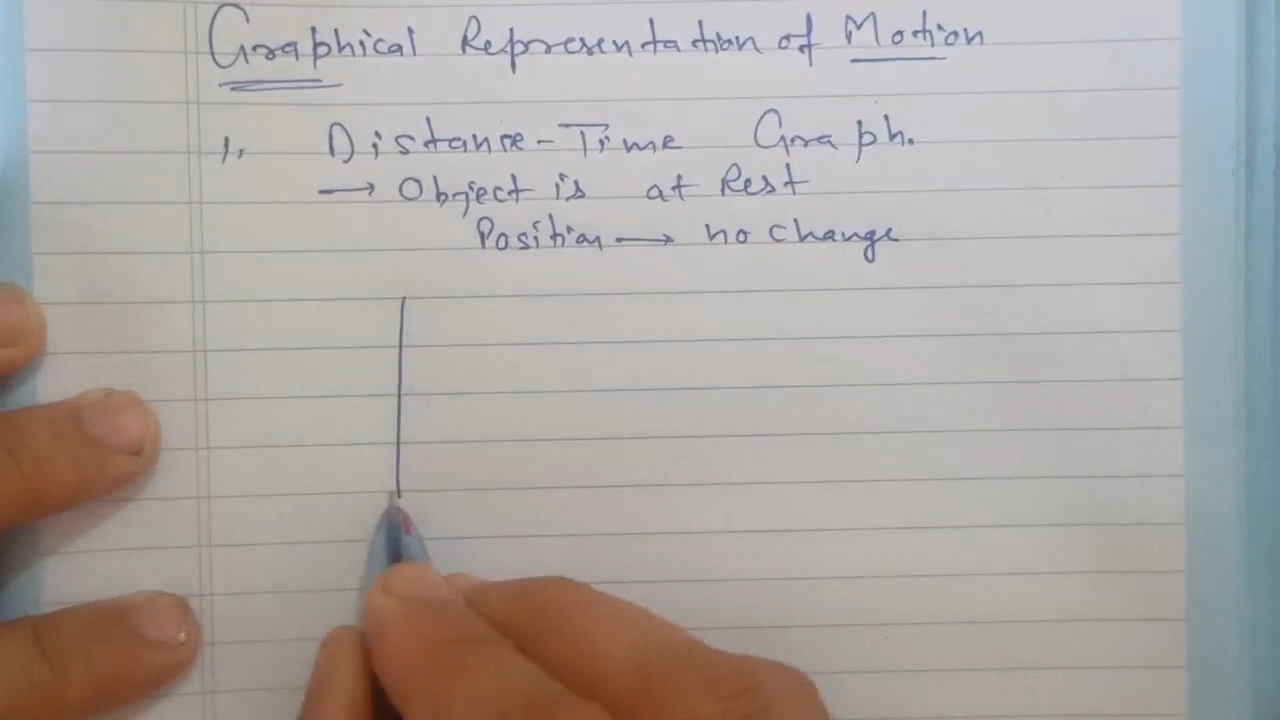 Graphical Representation of Motion
1. Distance-Time Graph.
→ Object is at Rest
Position → no change